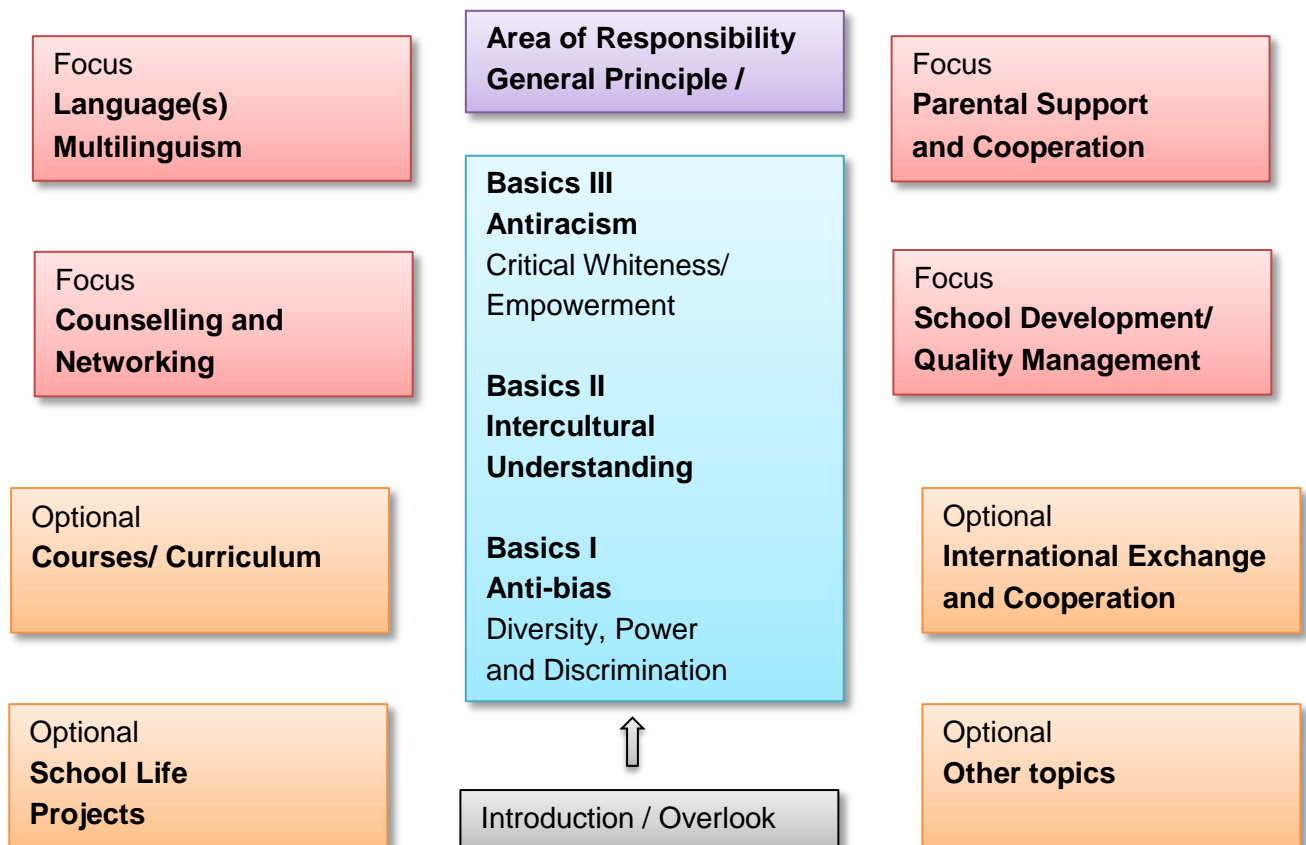 Focus
Language(s)
Multilinguism
Area of Responsibility
General Principle /
Focus
Parental Support
and Cooperation
Focus
Counselling and
Networking
Basics III
Antiracism
Critical Whiteness/
Empowerment
Basics II
Intercultural
Understanding
Basics I
Anti-bias
Diversity, Power
and Discrimination
Focus
School Development/
Quality Management
Optional
Courses/ Curriculum
Optional
International Exchange
and Cooperation
Optional
School Life
Projects
Introduction / Overlook
Optional
Other topics